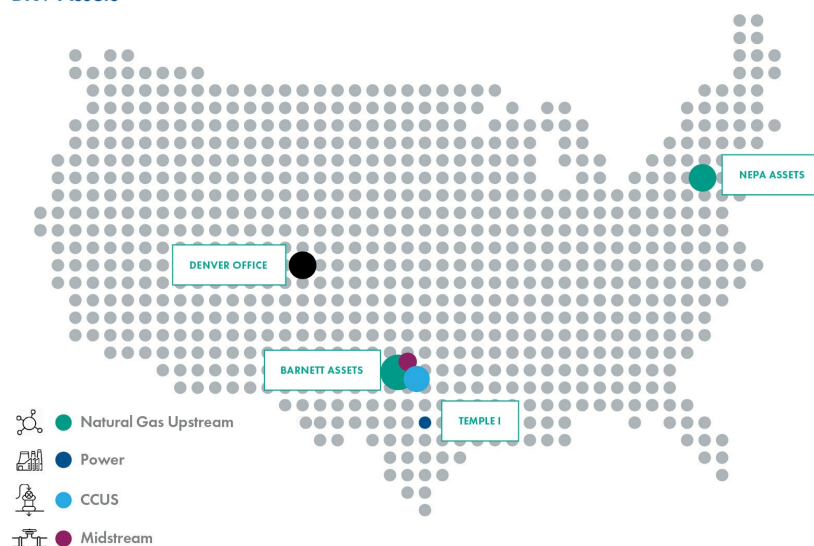 NEPA ASSETS
DENVER OFFICE
BARNETT ASSETS
TEMPLE I
Natural Gas Upstream
Power
CCUS
Midstream